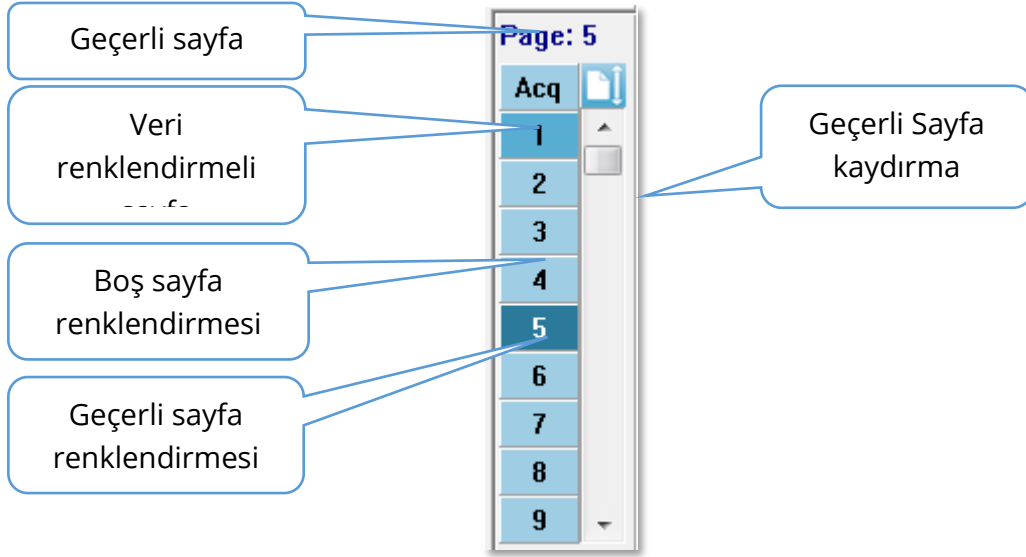 Geçerli sayfa
Veri
renklendirmeli
Boş sayfa
renklendirmesi
Geçerli sayfa
renklendirmesi
Page: 5
Acq
1
2
3
4
5
6
7
8
9
Geçerli Sayfa
kaydırma